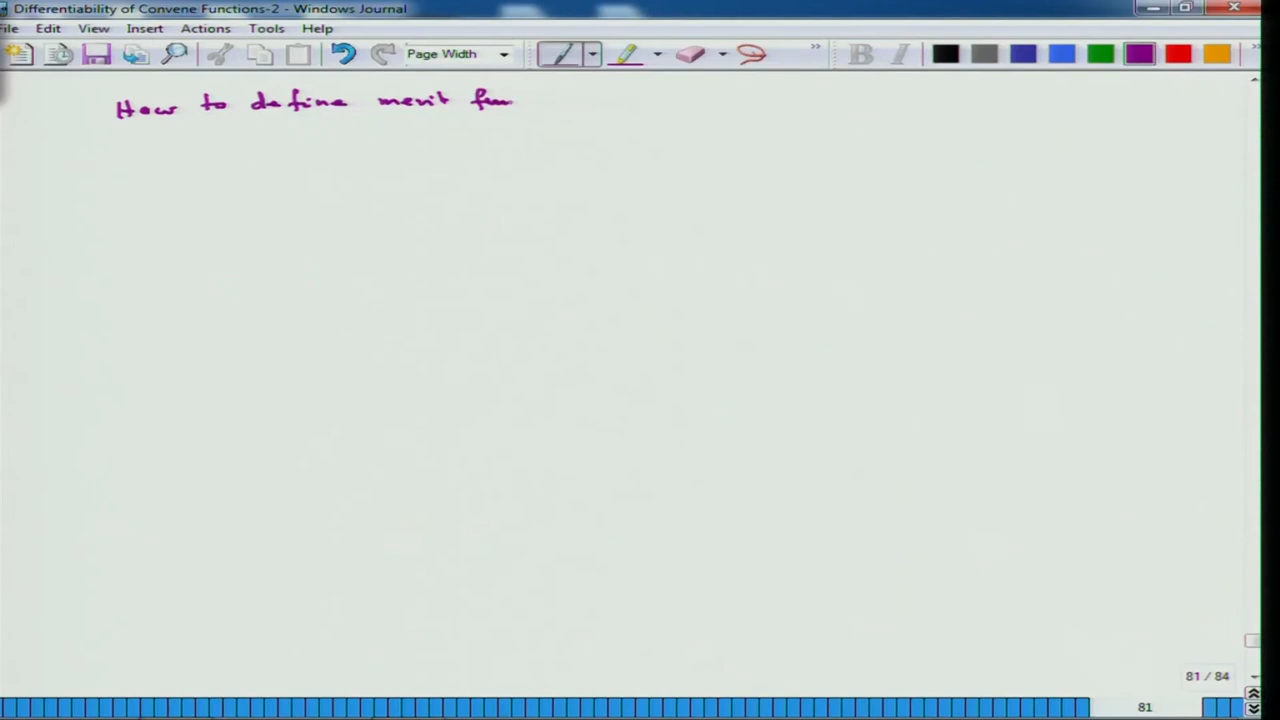 Differentiability of Convene Functions-2 - Windows Journal
File Edit View Insert Actions Tools Help
Page Width
B I
How to define merit fun
81 / 84
81